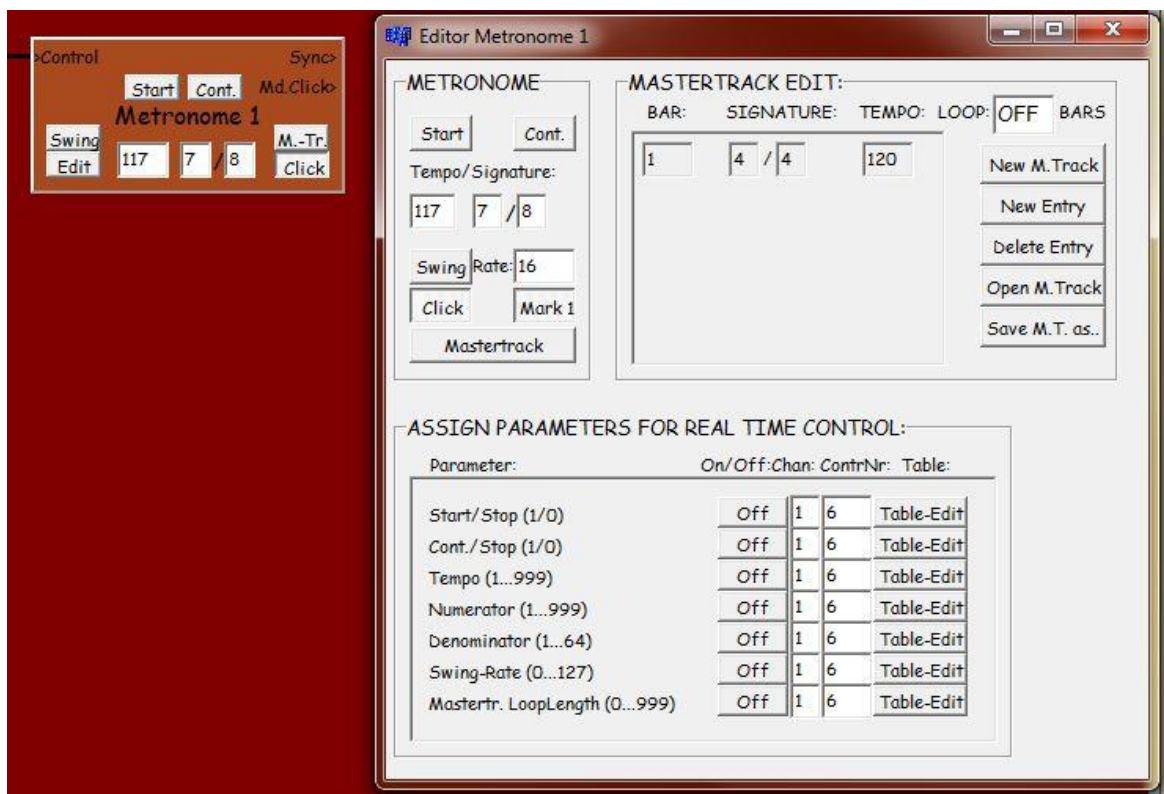 >Control Sync>
Start Cont. Md.Click>
Metronome 1
Swing M.-Tr.
Edit 117 7 / 8 Click
Editor Metronome 1
METRONOME
Start Cont.
Tempo/Signature:
117 7 / 8
Swing Rate: 16
Click Mark 1
Mastertrack
MASTERTRACK EDIT:
BAR: SIGNATURE: TEMPO: LOOP: OFF BARS
1 4 / 4 120
New M.Track
New Entry
Delete Entry
Open M.Track
Save M.T. as..
ASSIGN PARAMETERS FOR REAL TIME CONTROL:
Parameter: On/Off: Chan: ContrNr: Table:
Start/Stop (1/0) Off 1 6 Table-Edit
Cont./Stop (1/0) Off 1 6 Table-Edit
Tempo (1...999) Off 1 6 Table-Edit
Numerator (1...999) Off 1 6 Table-Edit
Denominator (1...64) Off 1 6 Table-Edit
Swing-Rate (0...127) Off 1 6 Table-Edit
Mastertr. LoopLength (0...999) Off 1 6 Table-Edit